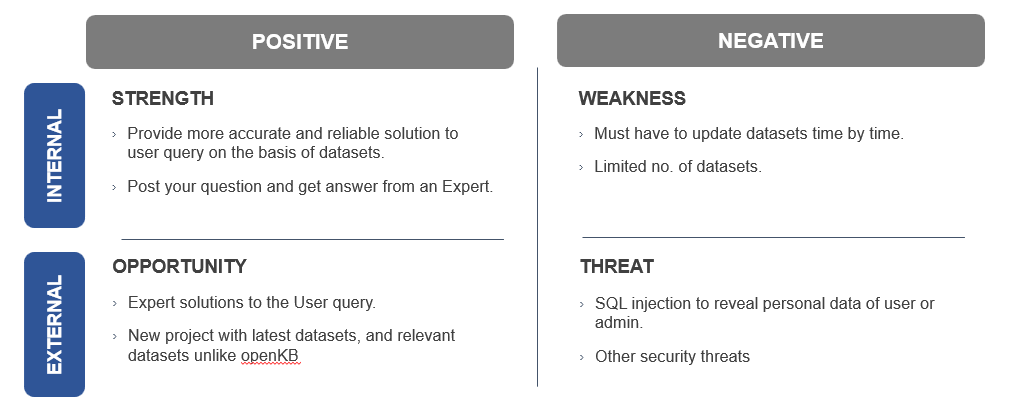 POSITIVE
NEGATIVE
INTERNAL
STRENGTH
› Provide more accurate and reliable solution to
user query on the basis of datasets.
› Post your question and get answer from an Expert.
WEAKNESS
› Must have to update datasets time by time.
› Limited no. of datasets.
EXTERNAL
OPPORTUNITY
› Expert solutions to the User query.
› New project with latest datasets, and relevant
datasets unlike openKB
THREAT
› SQL injection to reveal personal data of user or
admin.
› Other security threats